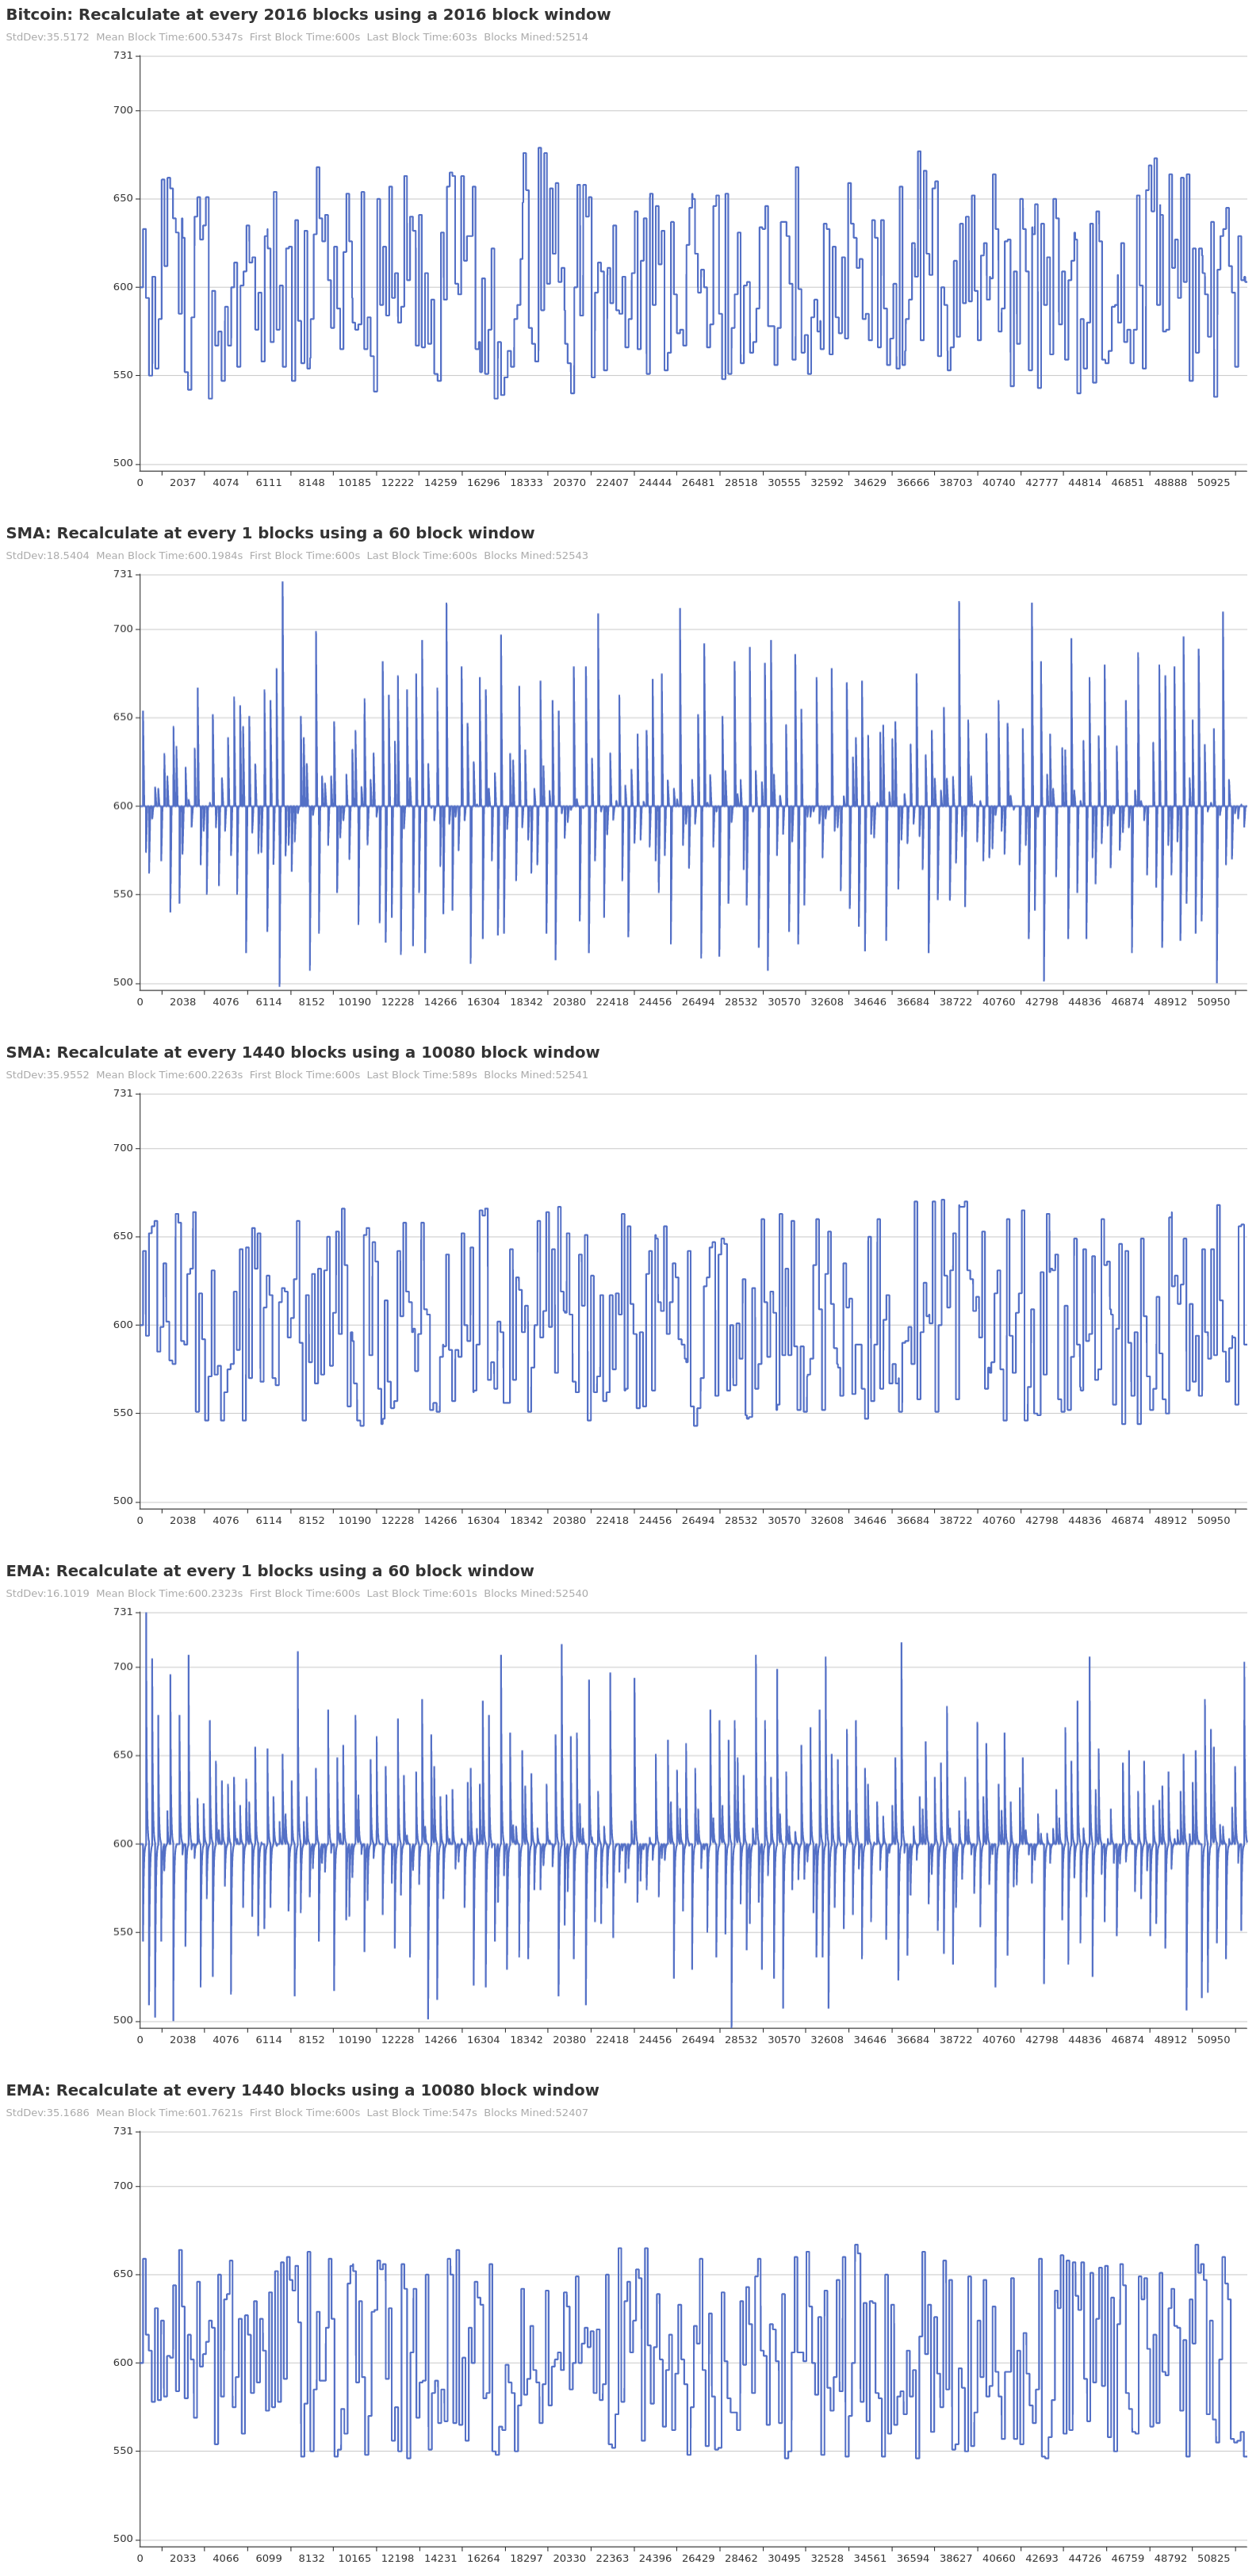 Bitcoin: Recalculate at every 2016 blocks using a 2016 block window
StdDev:35.5172 Mean Block Time:600.5347s First Block Time:600s Last Block Time:603s Blocks Mined:52514
731
700
650
600
550
500
0 2037 4074 6111 8148 10185 12222 14259 16296 18333 20370 22407 24444 26481 28518 30555 32592 34629 36666 38703 40740 42777 44814 46851 48888 50925
SMA: Recalculate at every 1 blocks using a 60 block window
StdDev:18.5404 Mean Block Time:600.1984s First Block Time:600s Last Block Time:600s Blocks Mined:52543
731
700
650
600
550
500
0 2038 4076 6114 8152 10190 12228 14266 16304 18342 20380 22418 24456 26494 28532 30570 32608 34646 36684 38722 40760 42798 44836 46874 48912 50950
SMA: Recalculate at every 1440 blocks using a 10080 block window
StdDev:35.9552 Mean Block Time:600.2263s First Block Time:600s Last Block Time:589s Blocks Mined:52541
731
700
650
600
550
500
0 2038 4076 6114 8152 10190 12228 14266 16304 18342 20380 22418 24456 26494 28532 30570 32608 34646 36684 38722 40760 42798 44836 46874 48912 50950
EMA: Recalculate at every 1 blocks using a 60 block window
StdDev:16.1019 Mean Block Time:600.2323s First Block Time:600s Last Block Time:601s Blocks Mined:52540
731
700
650
600
550
500
0 2038 4076 6114 8152 10190 12228 14266 16304 18342 20380 22418 24456 26494 28532 30570 32608 34646 36684 38722 40760 42798 44836 46874 48912 50950
EMA: Recalculate at every 1440 blocks using a 10080 block window
StdDev:35.1686 Mean Block Time:601.7621s First Block Time:600s Last Block Time:547s Blocks Mined:52407
731
700
650
600
550
500
0 2033 4066 6099 8132 10165 12198 14231 16264 18297 20330 22363 24396 26429 28462 30495 32528 34561 36594 38627 40660 42693 44726 46759 48792 50825